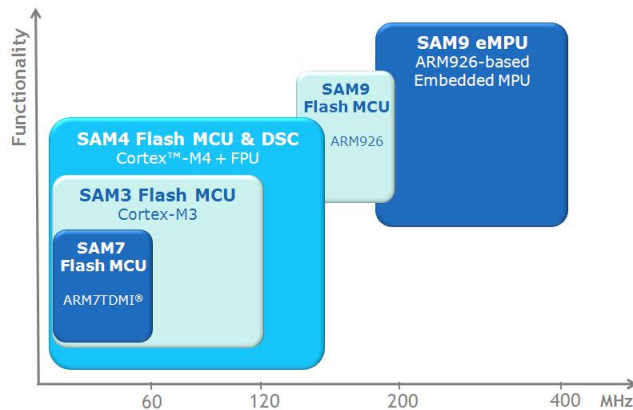 Functionality
SAM9 eMPU
ARM926-based
Embedded MPU
SAM9
Flash MCU
ARM926
SAM4 Flash MCU & DSC
Cortex™-M4 + FPU
SAM3 Flash MCU
Cortex-M3
SAM7
Flash MCU
ARM7TDMI®
60 120 200 400 MHz